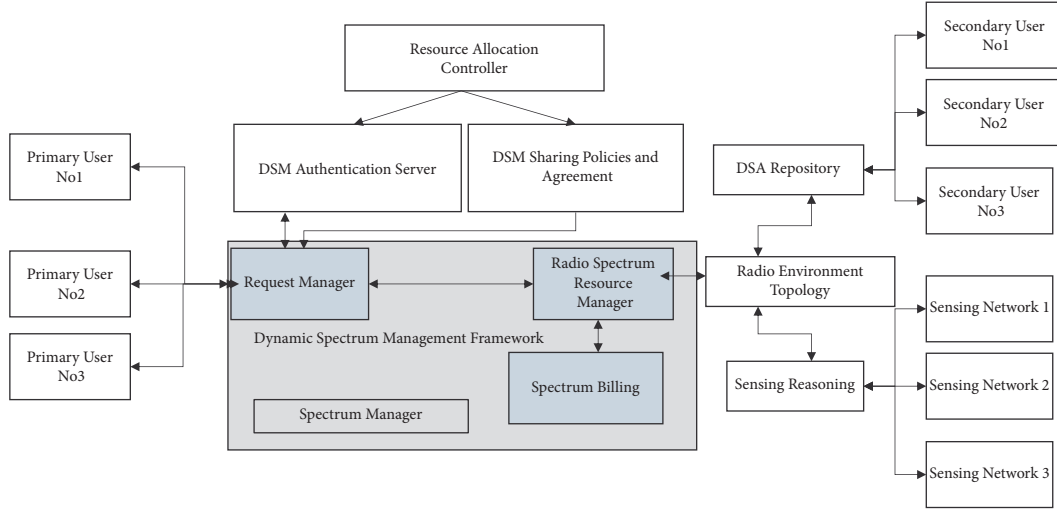 Resource Allocation
Controller
DSM Authentication Server
DSM Sharing Policies and
Agreement
Primary User
No1
Primary User
No2
Primary User
No3
Request Manager
Radio Spectrum
Resource
Manager
Dynamic Spectrum Management Framework
Spectrum Billing
Spectrum Manager
DSA Repository
Radio Environment
Topology
Sensing Reasoning
Secondary User
No1
Secondary User
No2
Secondary User
No3
Sensing Network 1
Sensing Network 2
Sensing Network 3